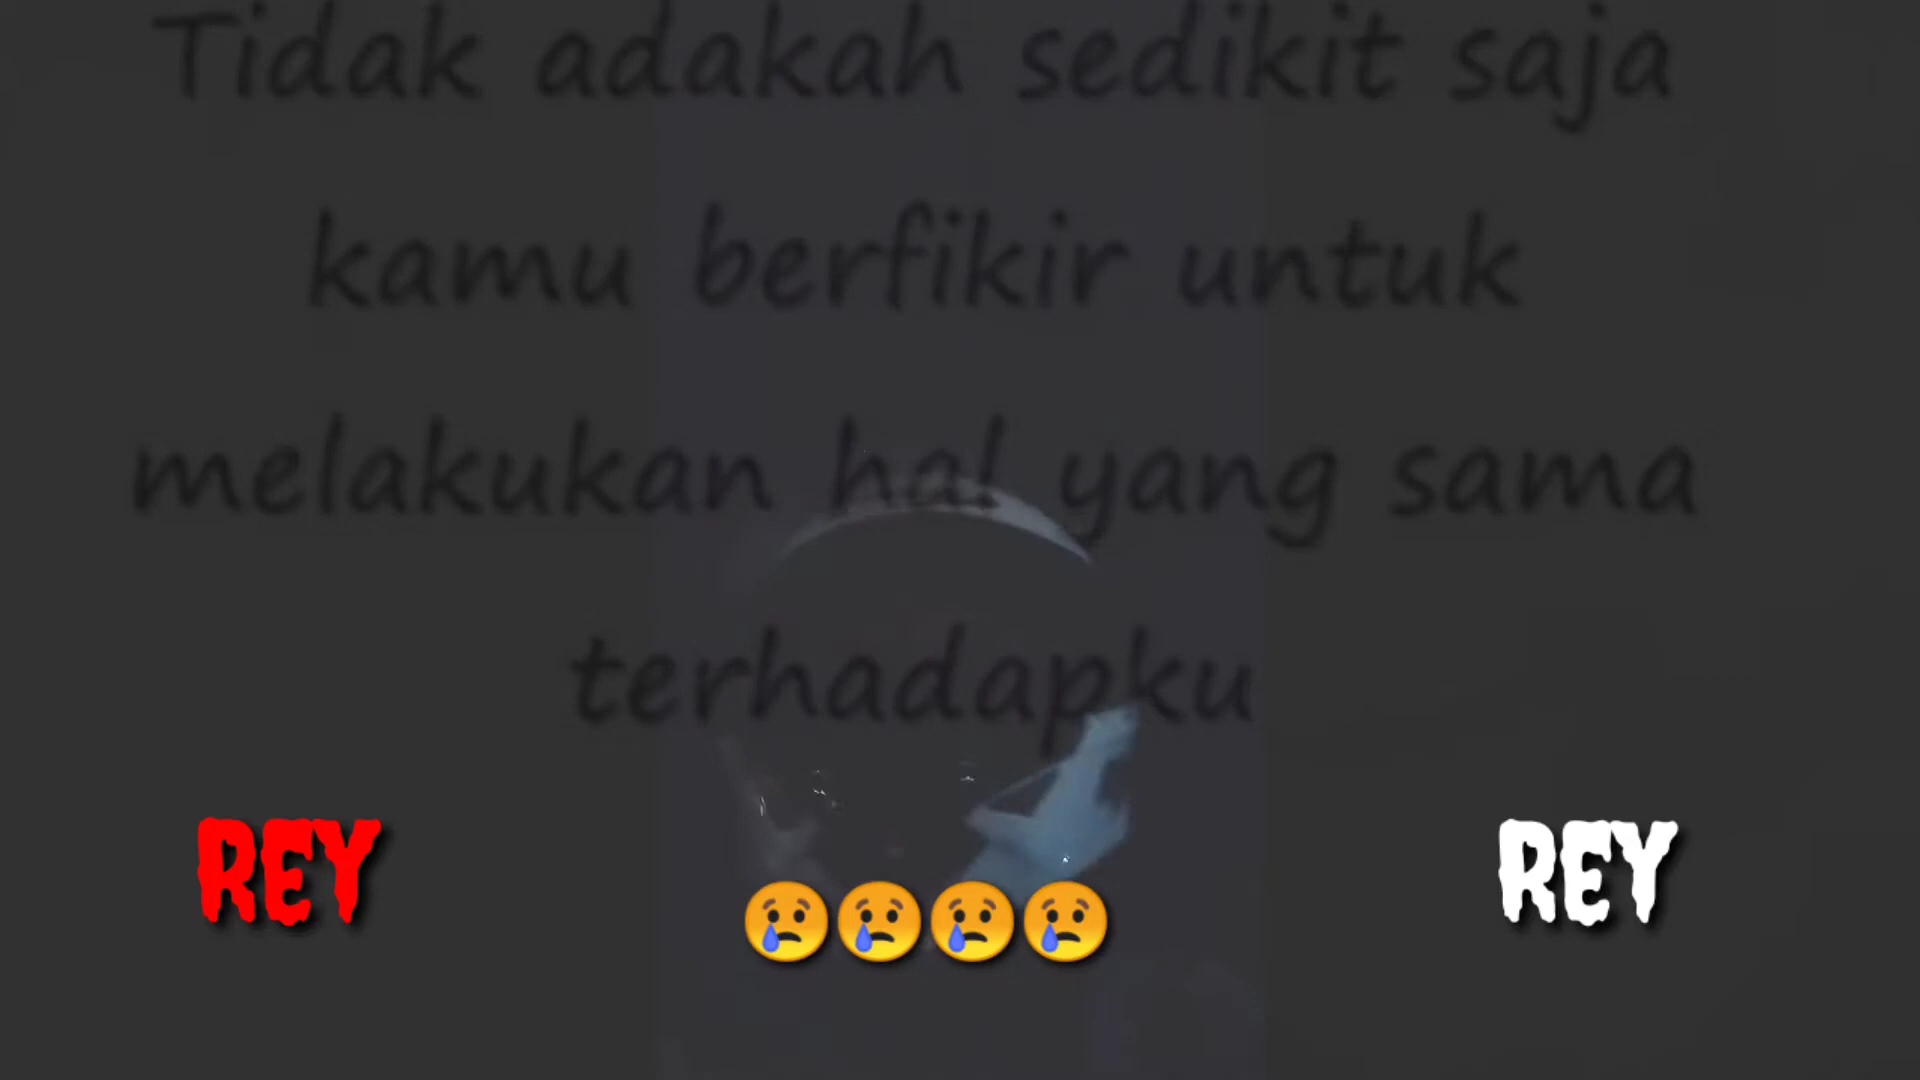 Tidak adakah sedikit saja
kamu berfikir untuk
melakukan hal yang sama
terhadapku
REY
😢😢😢😢
REY